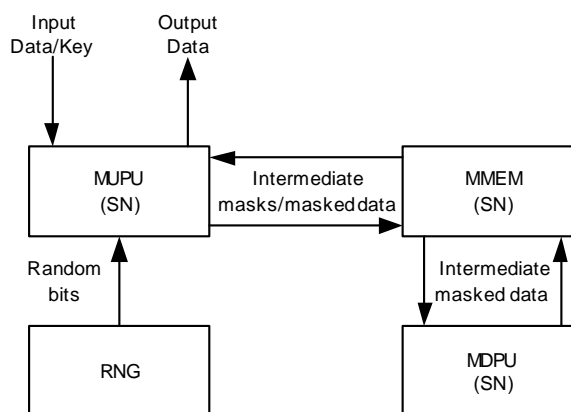 Input
Data/Key
Output
Data
MUPU
(SN)
Intermediate
masks/masked data
MMEM
(SN)
Random
bits
Intermediate
masked data
RNG
MDPU
(SN)